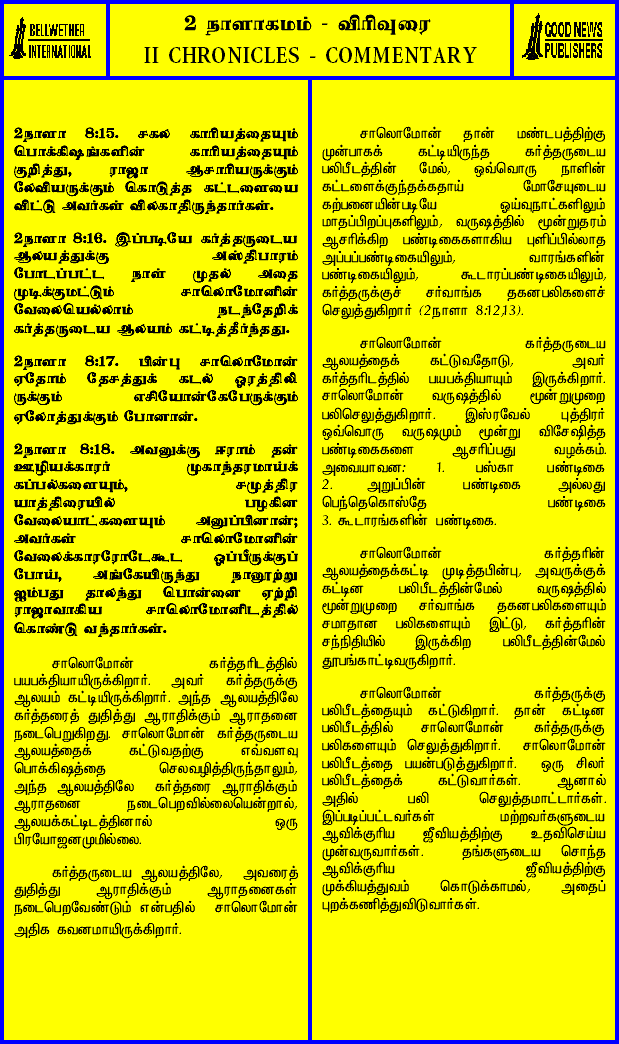 BELLWETHER
INTERNATIONAL
2 நாளாகமம் - விரிவுரை
II CHRONICLES - COMMENTARY
GOOD NEWS
PUBLISHERS
2நாளா 8:15. சகல காரியத்தையும்
பொக்கிஷங்களின் காரியத்தையும்
குறித்து, ராஜா ஆசாரியருக்கும்
லேவியருக்கும் கொடுத்த கட்டளையை
விட்டு அவர்கள் விலகாதிருந்தார்கள்.
2நாளா 8:16. இப்படியே கர்த்தருடைய
ஆலயத்துக்கு அஸ்திபாரம்
போடப்பட்ட நாள் முதல் அதை
முடிக்குமட்டும் சாலொமோனின்
வேலையெல்லாம் நடந்தேறிக்
கர்த்தருடைய ஆலயம் கட்டித்தீர்ந்தது.
2நாளா 8:17. பின்பு சாலொமோன்
ஏதோம் தேசத்துக் கடல் ஓரத்திலி
ருக்கும் எசியோன்கேபேருக்கும்
ஏலோத்துக்கும் போனான்.
2நாளா 8:18. அவனுக்கு ஈராம் தன்
ஊழியக்காரர் முகாந்தரமாய்க்
கப்பல்களையும், சமுத்திர
யாத்திரையில் பழகின
வேலையாட்களையும் அனுப்பினான்;
அவர்கள் சாலொமோனின்
வேலைக்காரரோடேகூட ஓப்பீருக்குப்
போய், அங்கேயிருந்து நானூற்று
ஐம்பது தாலந்து பொன்னை ஏற்றி
ராஜாவாகிய சாலொமோனிடத்தில்
கொண்டு வந்தார்கள்.
சாலொமோன் கர்த்தரிடத்தில்
பயபக்தியாயிருக்கிறார். அவர் கர்த்தருக்கு
ஆலயம் கட்டியிருக்கிறார். அந்த ஆலயத்திலே
கர்த்தரைத் துதித்து ஆராதிக்கும் ஆராதனை
நடைபெறுகிறது. சாலொமோன் கர்த்தருடைய
ஆலயத்தைக் கட்டுவதற்கு எவ்வளவு
பொக்கிஷத்தை செலவழித்திருந்தாலும்,
அந்த ஆலயத்திலே கர்த்தரை ஆராதிக்கும்
ஆராதனை நடைபெறவில்லையென்றால்,
ஆலயக்கட்டிடத்தினால் ஒரு
பிரயோஜனமுமில்லை.
கர்த்தருடைய ஆலயத்திலே, அவரைத்
துதித்து ஆராதிக்கும் ஆராதனைகள்
நடைபெறவேண்டும் என்பதில் சாலொமோன்
அதிக கவனமாயிருக்கிறார்.
சாலொமோன் தான் மண்டபத்திற்கு
முன்பாகக் கட்டியிருந்த கர்த்தருடைய
பலிபீடத்தின் மேல், ஒவ்வொரு நாளின்
கட்டளைக்குந்தக்கதாய் மோசேயுடைய
கற்பனையின்படியே ஓய்வுநாட்களிலும்
மாதப்பிறப்புகளிலும், வருஷத்தில் மூன்றுதரம்
ஆசரிக்கிற பண்டிகைகளாகிய புளிப்பில்லாத
அப்பப்பண்டிகையிலும், வாரங்களின்
பண்டிகையிலும், கூடாரப்பண்டிகையிலும்,
கர்த்தருக்குச் சர்வாங்க தகனபலிகளைச்
செலுத்துகிறார் (2நாளா 8:12,13).
சாலொமோன் கர்த்தருடைய
ஆலயத்தைக் கட்டுவதோடு, அவர்
கர்த்தரிடத்தில் பயபக்தியாயும் இருக்கிறார்.
சாலொமோன் வருஷத்தில் மூன்றுமுறை
பலிசெலுத்துகிறார். இஸ்ரவேல் புத்திரர்
ஒவ்வொரு வருஷமும் மூன்று விசேஷித்த
பண்டிகைகளை ஆசரிப்பது வழக்கம்.
அவையாவன: 1. பஸ்கா பண்டிகை
2. அறுப்பின் பண்டிகை அல்லது
பெந்தெகொஸ்தே பண்டிகை
3. கூடாரங்களின் பண்டிகை.
சாலொமோன் கர்த்தரின்
ஆலயத்தைக்கட்டி முடித்தபின்பு, அவருக்குக்
கட்டின பலிபீடத்தின்மேல் வருஷத்தில்
மூன்றுமுறை சர்வாங்க தகனபலிகளையும்
சமாதான பலிகளையும் இட்டு, கர்த்தரின்
சந்நிதியில் இருக்கிற பலிபீடத்தின்மேல்
தூபங்காட்டிவருகிறார்.
சாலொமோன் கர்த்தருக்கு
பலிபீடத்தையும் கட்டுகிறார். தான் கட்டின
பலிபீடத்தில் சாலொமோன் கர்த்தருக்கு
பலிகளையும் செலுத்துகிறார். சாலொமோன்
பலிபீடத்தை பயன்படுத்துகிறார். ஒரு சிலர்
பலிபீடத்தைக் கட்டுவார்கள். ஆனால்
அதில் பலி செலுத்தமாட்டார்கள்.
இப்படிப்பட்டவர்கள் மற்றவர்களுடைய
ஆவிக்குரிய ஜீவியத்திற்கு உதவிசெய்ய
முன்வருவார்கள். தங்களுடைய சொந்த
ஆவிக்குரிய ஜீவியத்திற்கு
முக்கியத்துவம் கொடுக்காமல், அதைப்
புறக்கணித்துவிடுவார்கள்.